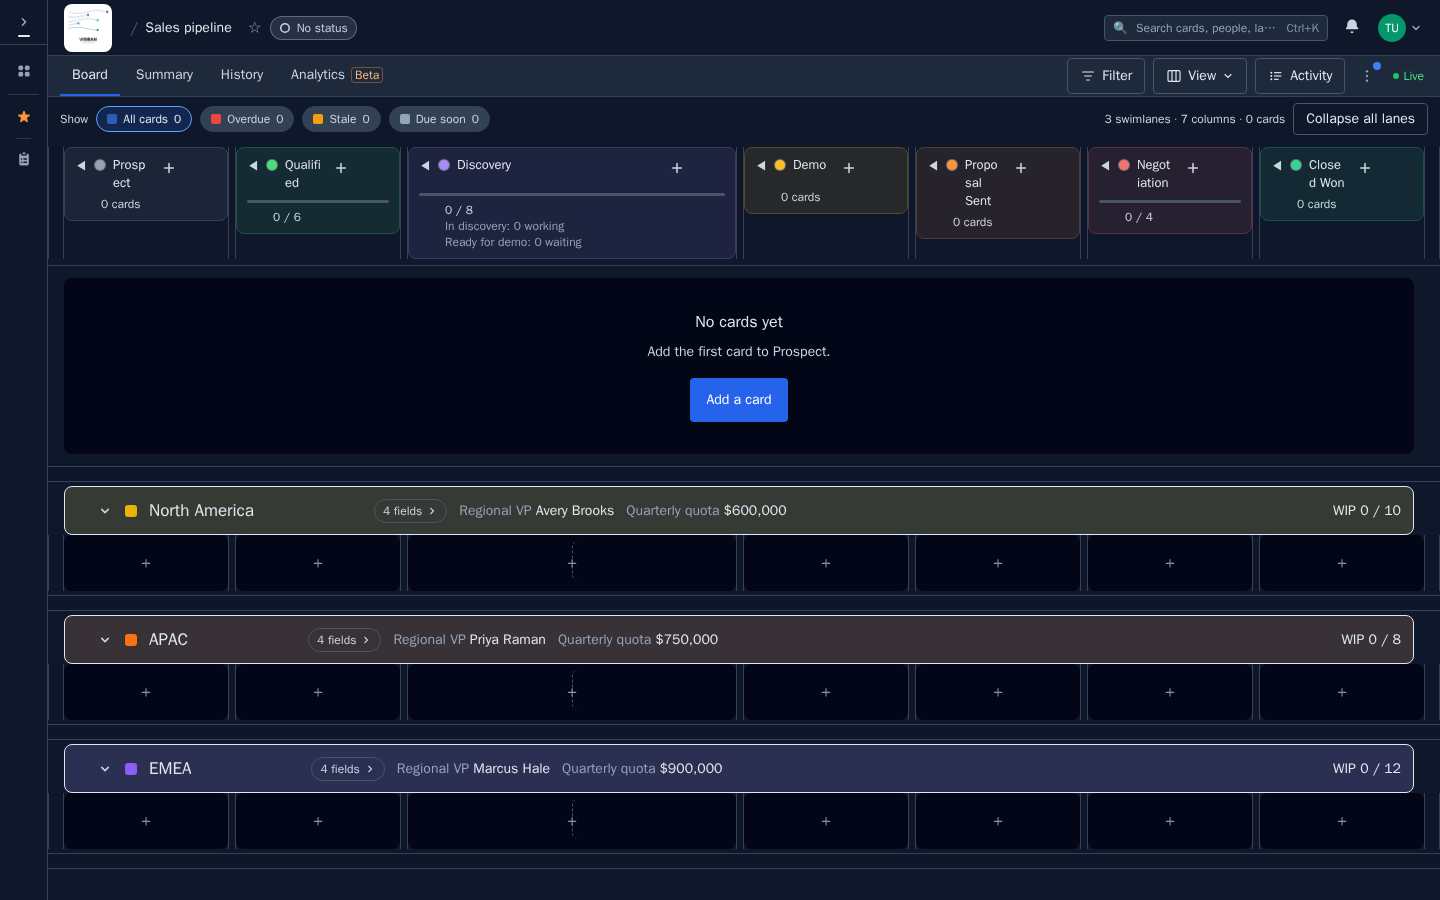 VISBAN
/ Sales pipeline ☆ No status
Search cards, people, la··· Ctrl+K
TU
Board Summary History Analytics Beta
Filter View Activity Live
Show All cards 0 Overdue 0 Stale 0 Due soon 0
3 swimlanes · 7 columns · 0 cards Collapse all lanes
Prosp
ect
0 cards
Qualifi
ed
0 / 6
Discovery
0 / 8
In discovery: 0 working
Ready for demo: 0 waiting
Demo
0 cards
Propo
sal
Sent
0 cards
Negot
iation
0 / 4
Close
d Won
0 cards
No cards yet
Add the first card to Prospect.
Add a card
North America 4 fields Regional VP Avery Brooks Quarterly quota $600,000 WIP 0 / 10
APAC 4 fields Regional VP Priya Raman Quarterly quota $750,000 WIP 0 / 8
EMEA 4 fields Regional VP Marcus Hale Quarterly quota $900,000 WIP 0 / 12